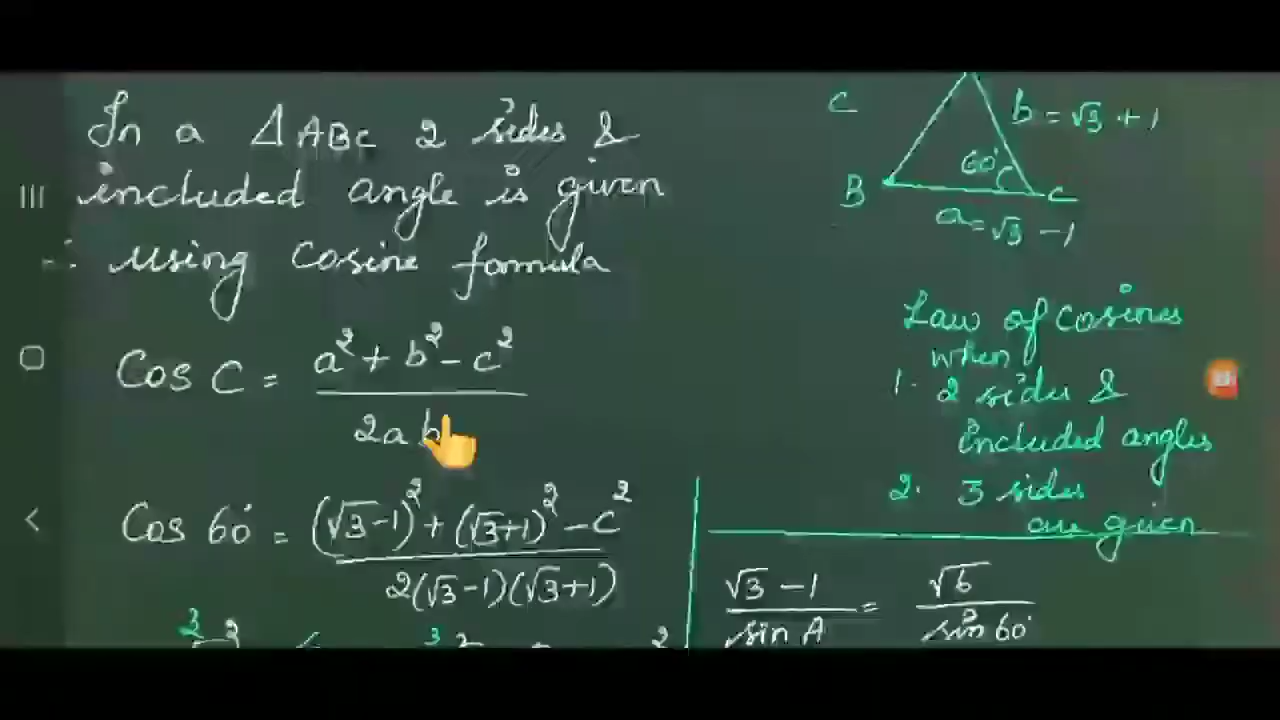 In a △ABC 2 sides &
included angle is given
∴ using cosine formula
Cos C = (a² + b² - c²) / 2ab
Cos 60° = ((√3-1)² + (√3+1)² - c²) / 2(√3-1)(√3+1)
C
b = √3 + 1
60°
B
C
a = √3 - 1
Law of cosines
when
1. 2 sides &
included angles
2. 3 sides
are given
(√3 - 1) / sin A = √6 / sin 60°